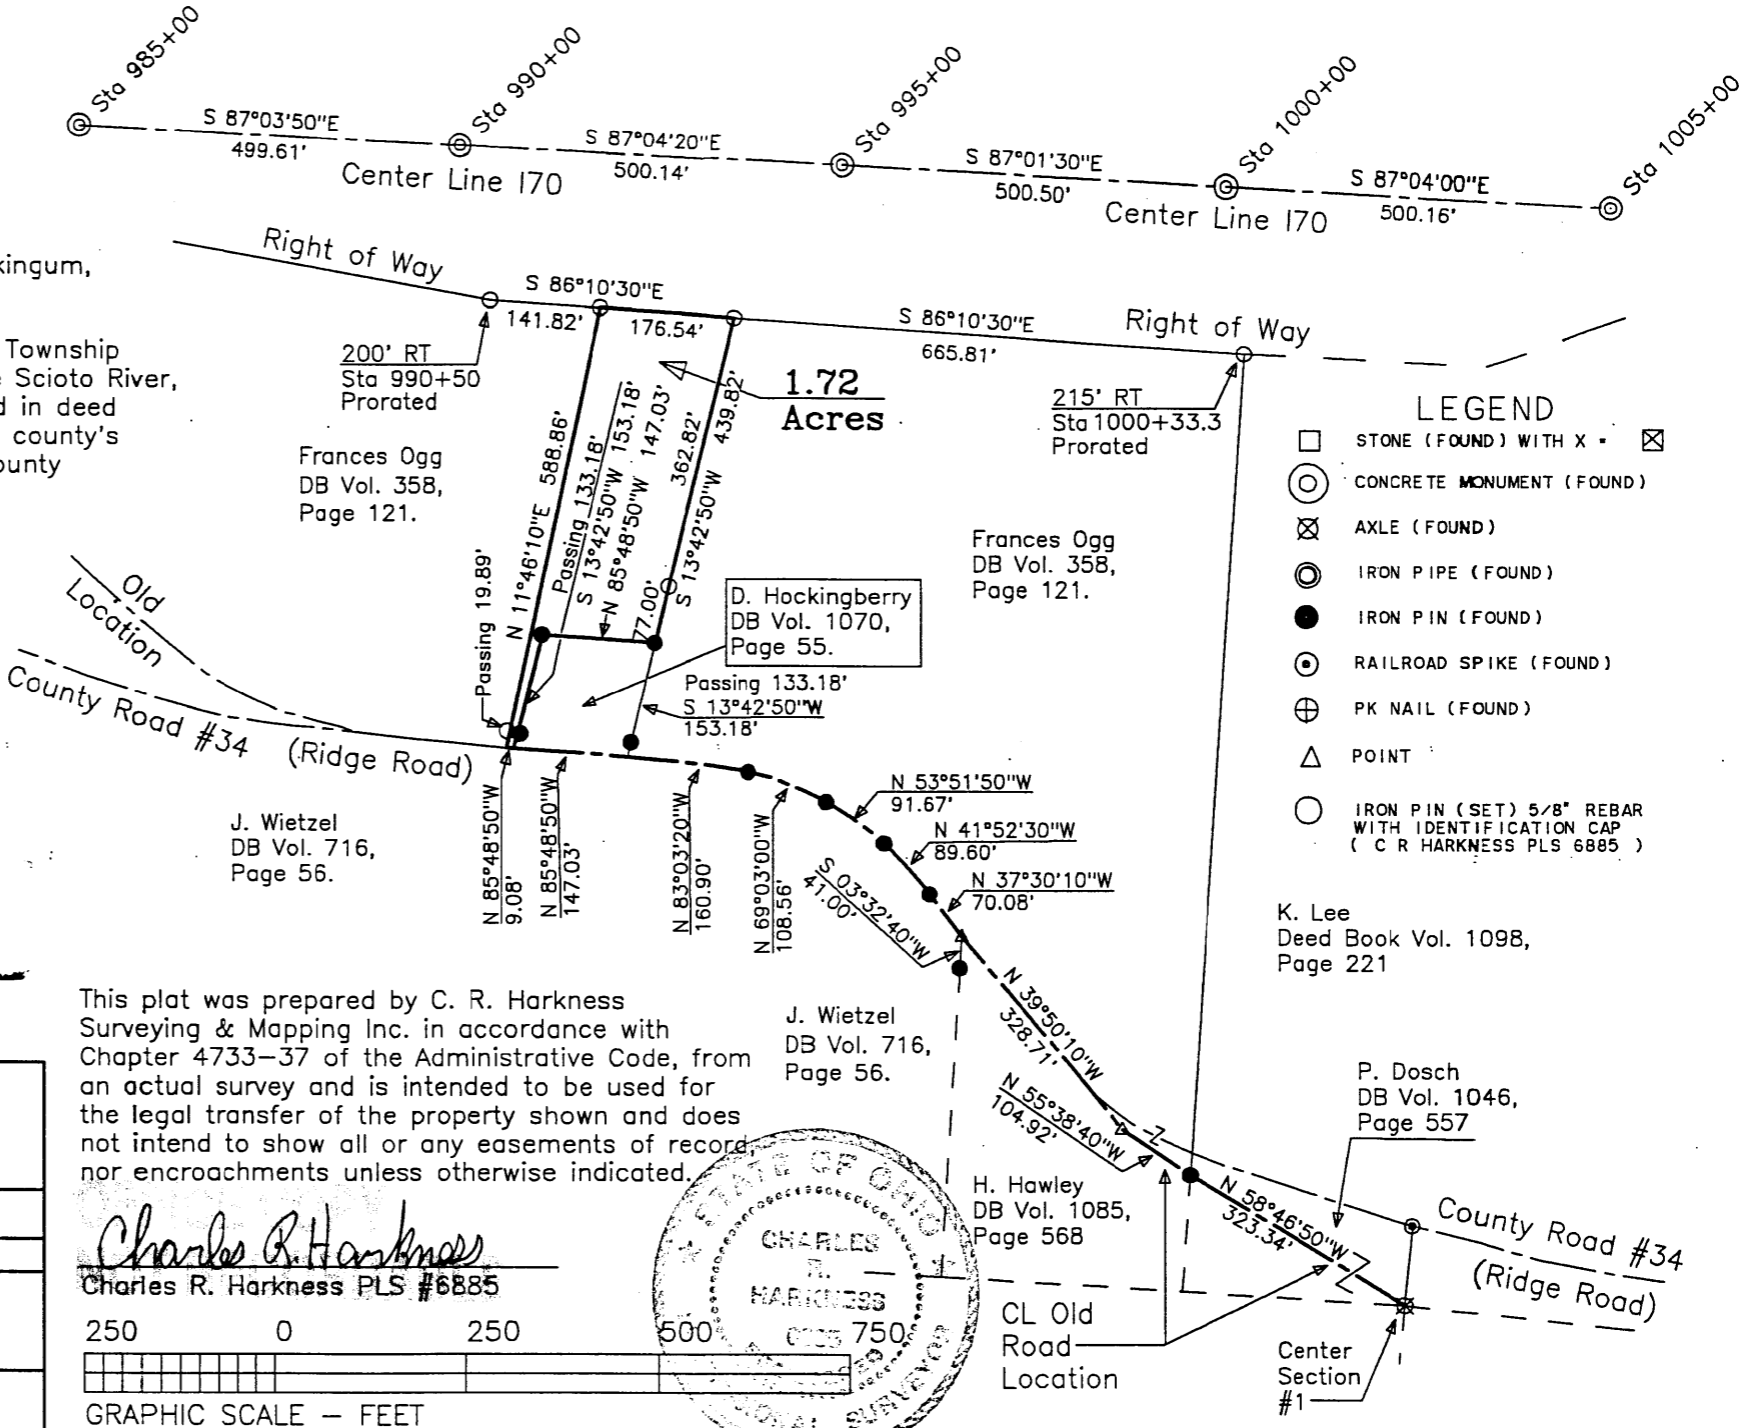 Sta 985+00
Sta 990+00
Sta 995+00
Sta 1000+00
Sta 1005+00
S 87°03'50"E
499.61'
S 87°04'20"E
500.14'
S 87°01'30"E
500.50'
S 87°04'00"E
500.16'
Center Line I70
Center Line I70
kingum,
Township
Scioto River,
d in deed
county's
ounty
Right of Way
S 86°10'30"E
141.82'
176.54'
S 86°10'30"E
665.81'
Right of Way
200' RT
Sta 990+50
Prorated
215' RT
Sta 1000+33.3
Prorated
1.72
Acres
Frances Ogg
DB Vol. 358,
Page 121.
Frances Ogg
DB Vol. 358,
Page 121.
N 11°46'10"E 588.86'
Passing 133.18'
S 13°42'50"W 153.18'
N 85°48'50"W 147.03'
362.82'
S 13°42'50"W 439.82'
77.00'
Passing 19.89'
D. Hockingberry
DB Vol. 1070,
Page 55.
Passing 133.18'
S 13°42'50"W
153.18'
LEGEND
STONE (FOUND) WITH X =
CONCRETE MONUMENT (FOUND)
AXLE (FOUND)
IRON PIPE (FOUND)
IRON PIN (FOUND)
RAILROAD SPIKE (FOUND)
PK NAIL (FOUND)
POINT
IRON PIN (SET) 5/8" REBAR
WITH IDENTIFICATION CAP
( C R HARKNESS PLS 6885 )
Old
Location
County Road #34 (Ridge Road)
J. Wietzel
DB Vol. 716,
Page 56.
N 85°48'50"W
9.08'
N 85°48'50"W
147.03'
N 83°03'20"W
160.90'
N 69°03'00"W
108.56'
N 53°51'50"W
91.67'
N 41°52'30"W
89.60'
N 37°30'10"W
70.08'
S 03°32'40"W
41.00'
N 39°50'10"W
328.71'
N 55°38'40"W
104.92'
N 58°46'50"W
323.34'
K. Lee
Deed Book Vol. 1098,
Page 221
J. Wietzel
DB Vol. 716,
Page 56.
P. Dosch
DB Vol. 1046,
Page 557
H. Hawley
DB Vol. 1085,
Page 568
County Road #34
(Ridge Road)
CL Old
Road
Location
Center
Section
#1
This plat was prepared by C. R. Harkness
Surveying & Mapping Inc. in accordance with
Chapter 4733-37 of the Administrative Code, from
an actual survey and is intended to be used for
the legal transfer of the property shown and does
not intend to show all or any easements of record,
nor encroachments unless otherwise indicated.
Charles R. Harkness
Charles R. Harkness PLS #6885
STATE OF OHIO
CHARLES
R.
HARKNESS
SURVEYOR
250 0 250 500 750
GRAPHIC SCALE - FEET